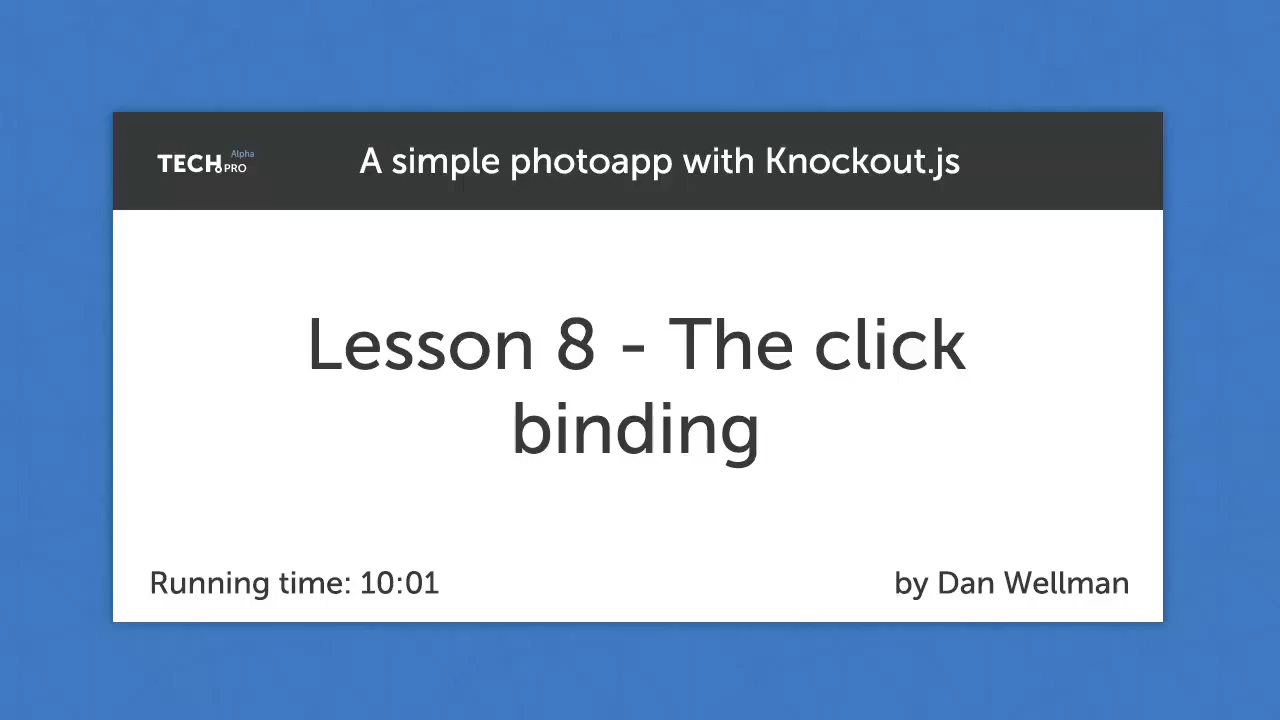 TECH.PRO Alpha
A simple photoapp with Knockout.js
Lesson 8 - The click
binding
Running time: 10:01
by Dan Wellman